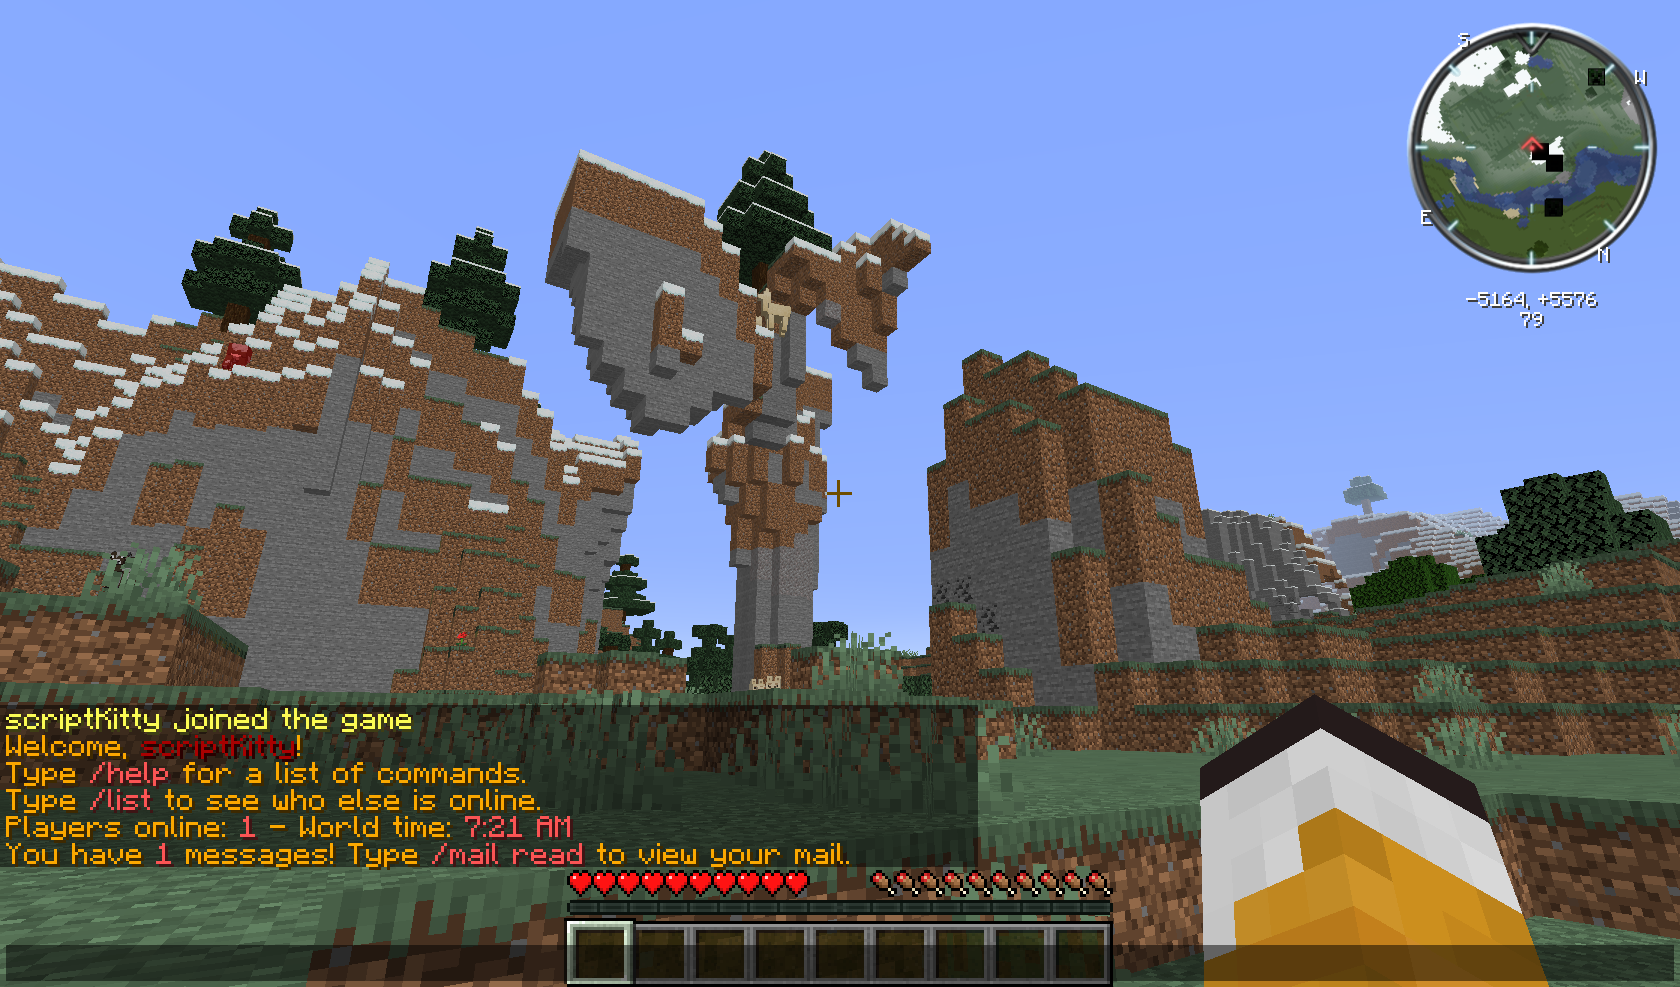 S
W
E
N
-5164, +5576
79
scriptKitty joined the game
Welcome, scriptKitty!
Type /help for a list of commands.
Type /list to see who else is online.
Players online: 1 - World time: 7:21 AM
You have 1 messages! Type /mail read to view your mail.